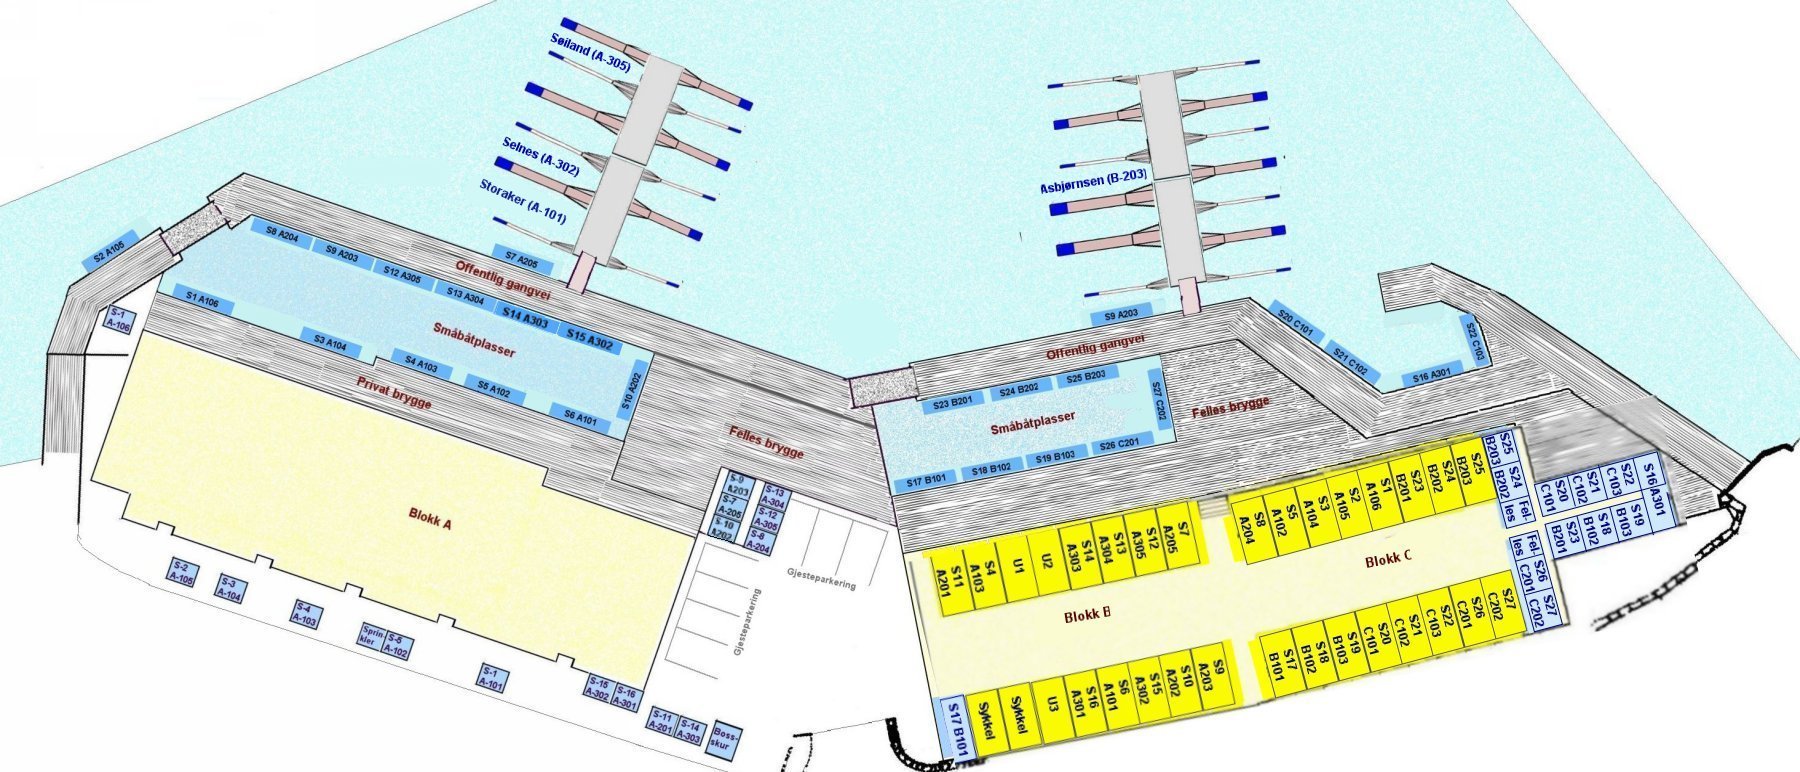 Søiland (A-305)
Selnes (A-302)
Storaker (A-101)
Asbjørnsen (B-203)
S2 A105
S8 A204
S9 A203
S12 A305
S13 A304
S14 A303
S15 A302
S7 A205
Offentlig gangvei
S1 A106
Småbåtplasser
S3 A104
S4 A103
S5 A102
S6 A101
S10 A202
Privat brygge
Felles brygge
S-1
A-106
Blokk A
S-9
A203
S-7
A-205
S-10
A202
S-13
A-304
S-12
A-305
S-8
A-204
Gjesteparkering
Gjesteparkering
S-2
A-105
S-3
A-104
S-4
A-103
Sprin-
kler
S-5
A-102
S-1
A-101
S-15
A-302
S-16
A-301
S-11
A-201
S-14
A-303
Boss-
skur
S9 A203
Offentlig gangvei
S20 C101
S21 C102
S16 A301
S22 C103
S23 B201
S24 B202
S25 B203
S27 C202
Småbåtplasser
Felles brygge
S17 B101
S18 B102
S19 B103
S26 C201
S11
A201
S4
A103
U1
U2
S14
A303
S13
A304
S12
A305
S7
A205
S8
A204
S5
A102
S3
A104
S2
A105
S1
A106
S23
B201
S24
B202
S25
B203
S25
B203
S24
B202
Fel-
les
S20
C101
S21
C102
S22
C103
S16
A301
S23
B201
S18
B102
S19
B103
Fel-
les
S26
C201
S27
C202
Blokk B
Blokk C
S17 B101
Sykkel
Sykkel
U3
S16
A301
S6
A101
S15
A302
S10
A202
S9
A203
S17
B101
S18
B102
S19
B103
S20
C101
S21
C102
S22
C103
S26
C201
S27
C202